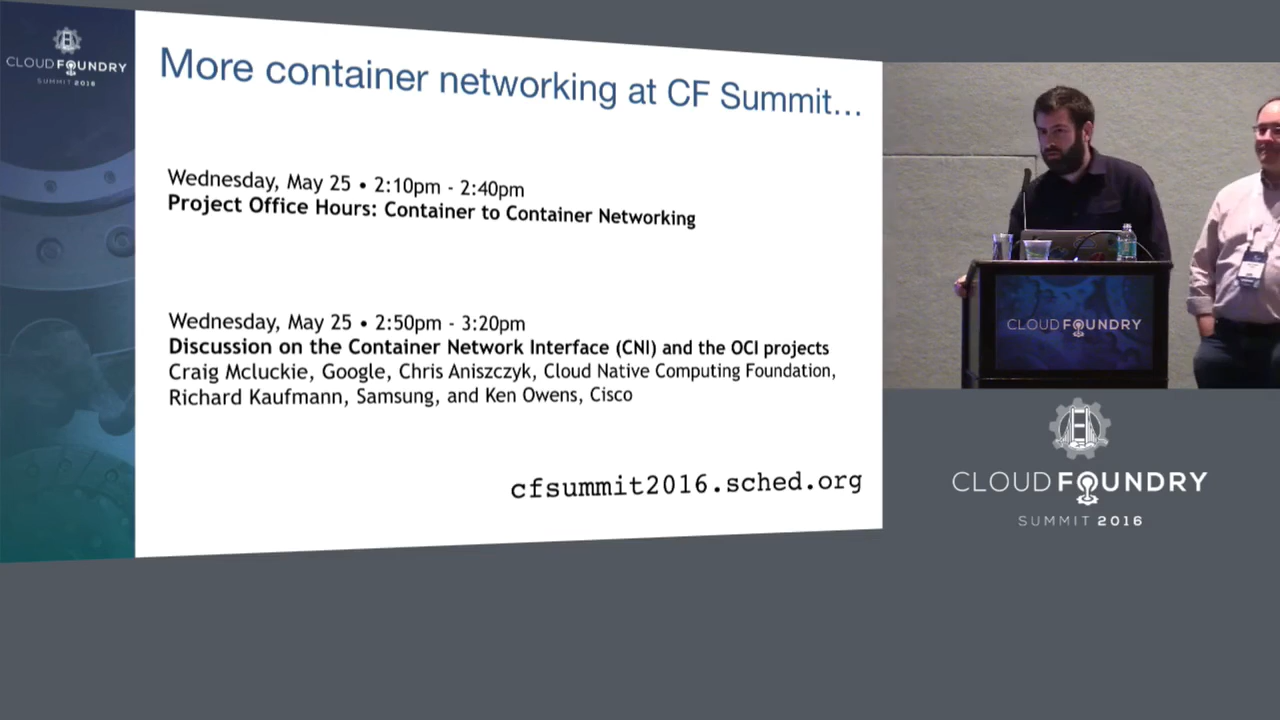 CLOUD FOUNDRY
SUMMIT 2016
More container networking at CF Summit...
Wednesday, May 25 • 2:10pm - 2:40pm
Project Office Hours: Container to Container Networking
Wednesday, May 25 • 2:50pm - 3:20pm
Discussion on the Container Network Interface (CNI) and the OCI projects
Craig Mcluckie, Google, Chris Aniszczyk, Cloud Native Computing Foundation,
Richard Kaufmann, Samsung, and Ken Owens, Cisco
cfsummit2016.sched.org
CLOUD FOUNDRY
CLOUD FOUNDRY
SUMMIT 2016